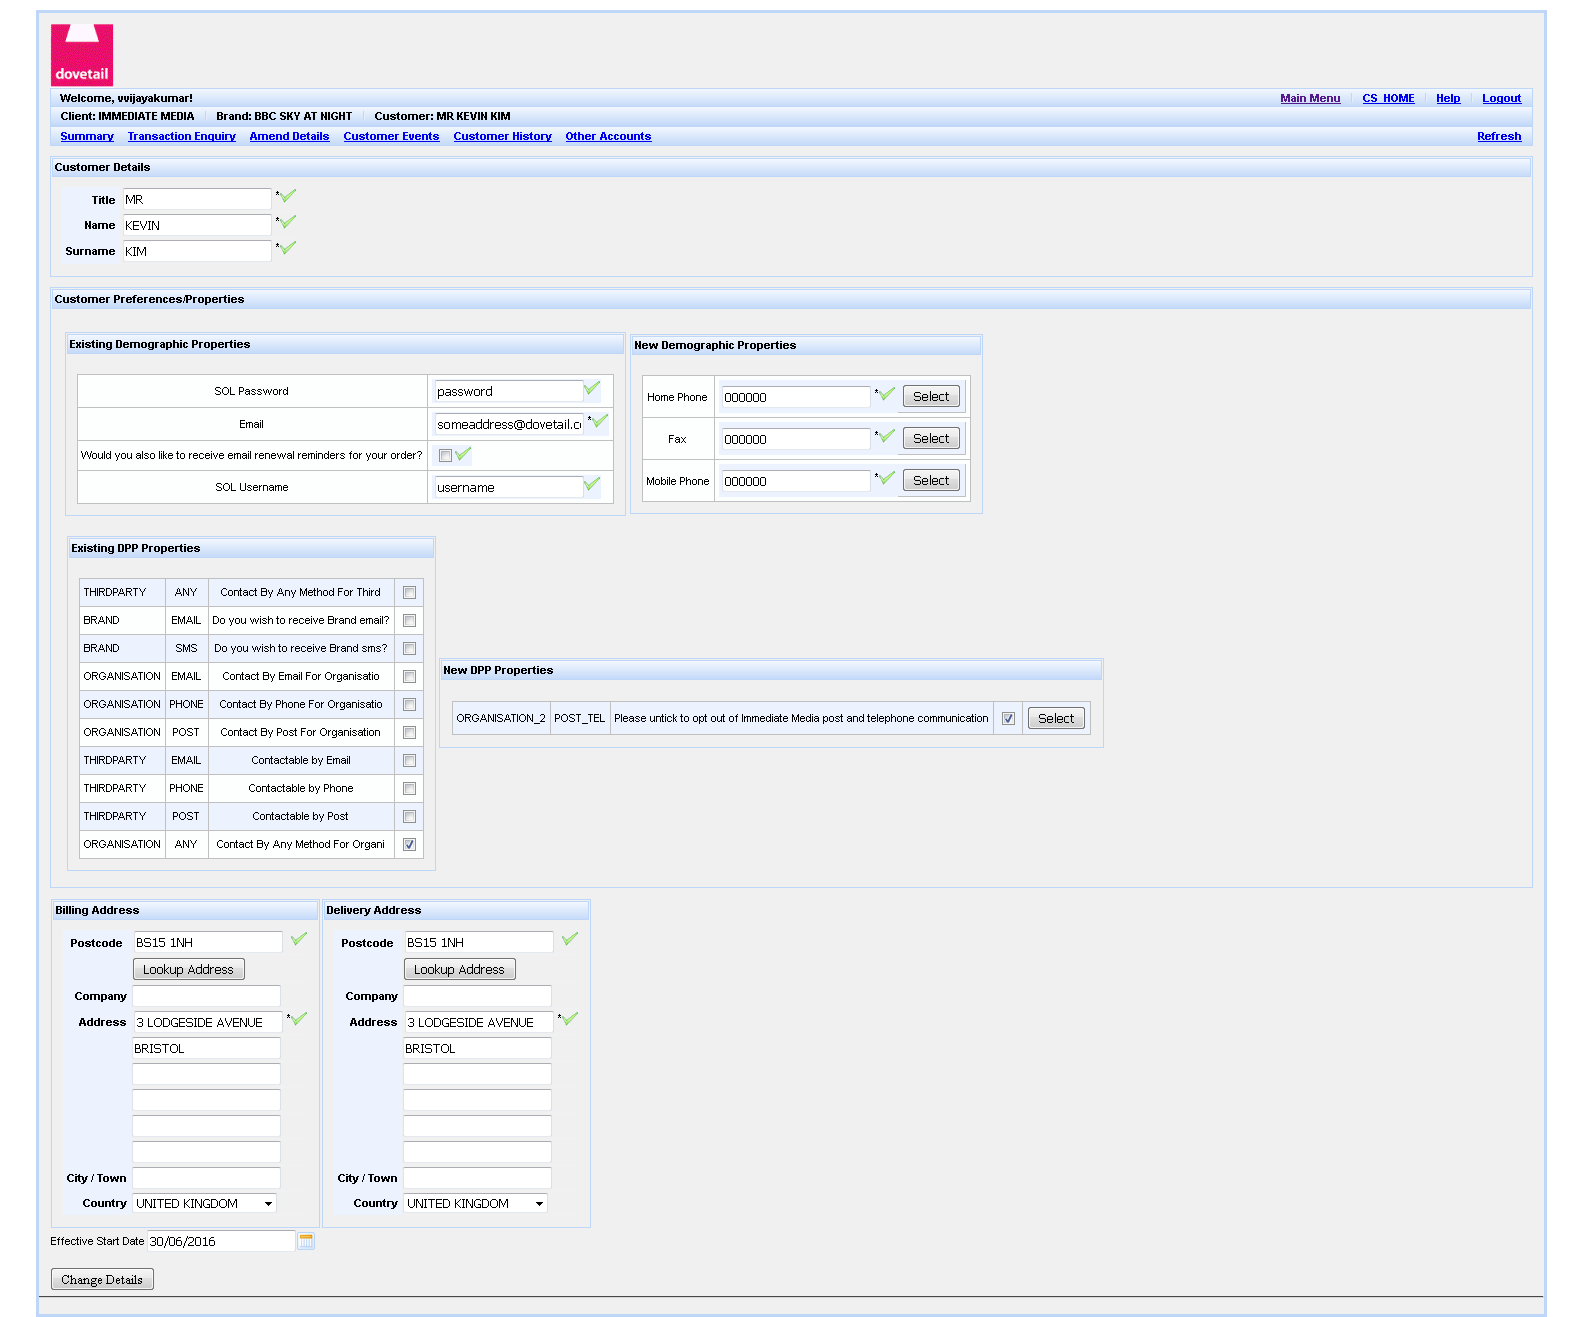 dovetail
Welcome, vvijayakumar! Main Menu CS_HOME Help Logout
Client: IMMEDIATE MEDIA Brand: BBC SKY AT NIGHT Customer: MR KEVIN KIM
Summary Transaction Enquiry Amend Details Customer Events Customer History Other Accounts Refresh
Customer Details
Title MR *
Name KEVIN *
Surname KIM *
Customer Preferences/Properties
Existing Demographic Properties
SOL Password password
Email someaddress@dovetail.co *
Would you also like to receive email renewal reminders for your order?
SOL Username username
New Demographic Properties
Home Phone 000000 * Select
Fax 000000 * Select
Mobile Phone 000000 * Select
Existing DPP Properties
THIRDPARTY ANY Contact By Any Method For Third
BRAND EMAIL Do you wish to receive Brand email?
BRAND SMS Do you wish to receive Brand sms?
ORGANISATION EMAIL Contact By Email For Organisatio
ORGANISATION PHONE Contact By Phone For Organisatio
ORGANISATION POST Contact By Post For Organisation
THIRDPARTY EMAIL Contactable by Email
THIRDPARTY PHONE Contactable by Phone
THIRDPARTY POST Contactable by Post
ORGANISATION ANY Contact By Any Method For Organi
New DPP Properties
ORGANISATION_2 POST_TEL Please untick to opt out of Immediate Media post and telephone communication Select
Billing Address
Postcode BS15 1NH
Lookup Address
Company
Address 3 LODGESIDE AVENUE *
BRISTOL
City / Town
Country UNITED KINGDOM
Delivery Address
Postcode BS15 1NH
Lookup Address
Company
Address 3 LODGESIDE AVENUE *
BRISTOL
City / Town
Country UNITED KINGDOM
Effective Start Date 30/06/2016
Change Details